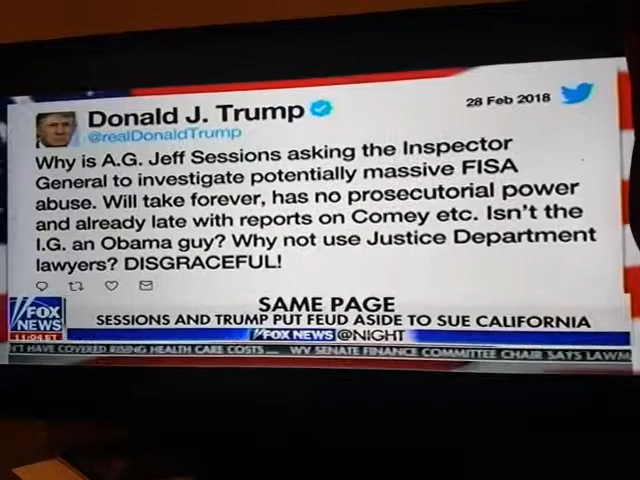 Donald J. Trump
28 Feb 2018
@realDonaldTrump
Why is A.G. Jeff Sessions asking the Inspector
General to investigate potentially massive FISA
abuse. Will take forever, has no prosecutorial power
and already late with reports on Comey etc. Isn't the
I.G. an Obama guy? Why not use Justice Department
lawyers? DISGRACEFUL!
SAME PAGE
SESSIONS AND TRUMP PUT FEUD ASIDE TO SUE CALIFORNIA
FOX
NEWS
11:04 ET
FOX NEWS @NIGHT
'T HAVE COVERED RISING HEALTH CARE COSTS... WV SENATE FINANCE COMMITTEE CHAIR SAYS LAWM